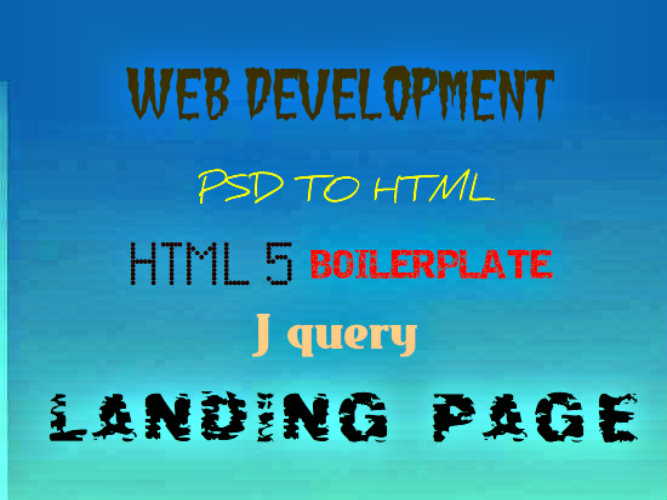 WEB DEVELOPMENT
PSD TO HTML
HTML 5 BOILERPLATE
J query
LANDING PAGE